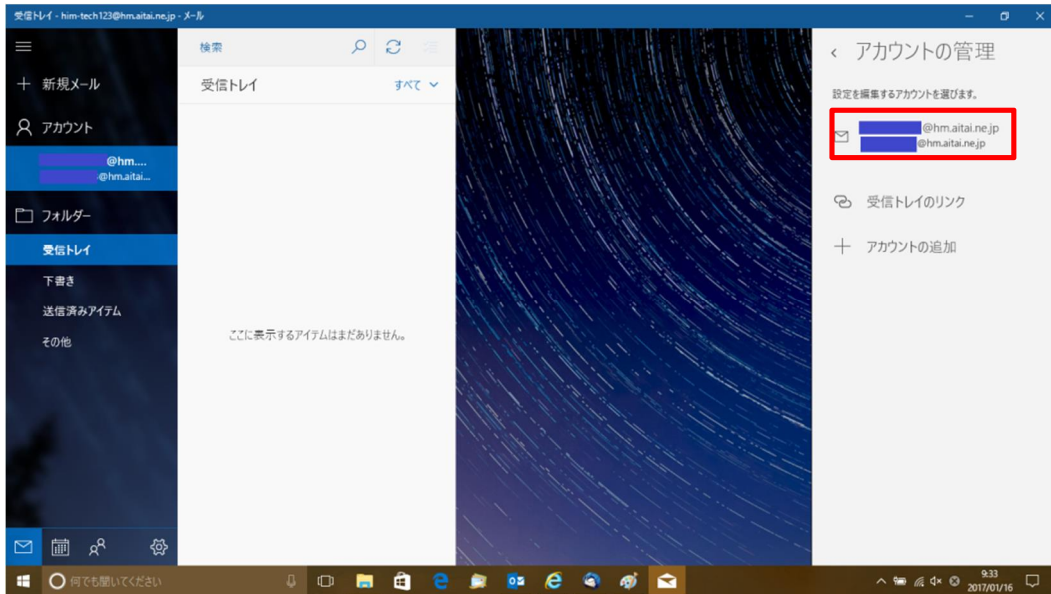 受信トレイ - him-tech123@hm.aitai.ne.jp - メール
検索
新規メール
受信トレイ
すべて
アカウント
@hm....
@hm.aitai...
フォルダー
受信トレイ
下書き
送信済みアイテム
その他
ここに表示するアイテムはまだありません。
アカウントの管理
設定を編集するアカウントを選びます。
@hm.aitai.ne.jp
@hm.aitai.ne.jp
受信トレイのリンク
アカウントの追加
何でも聞いてください
9:33
2017/01/16